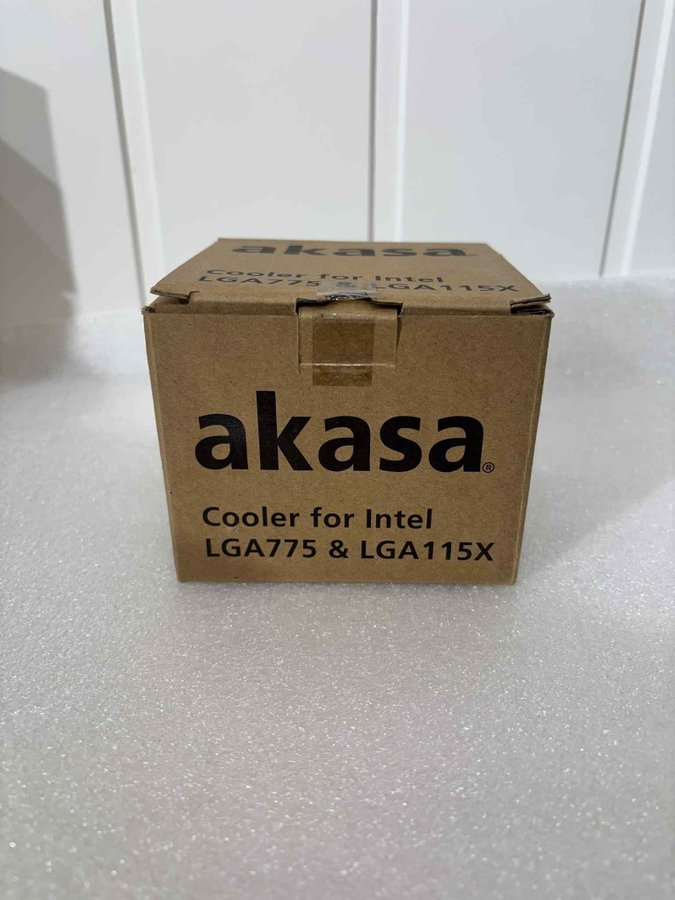 akasa
Cooler for Intel
LGA775 & LGA115X
akasa®
Cooler for Intel
LGA775 & LGA115X